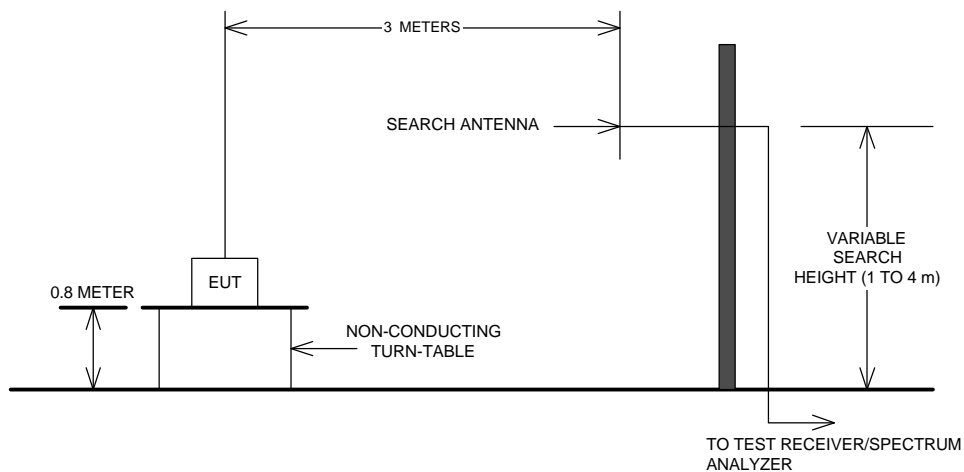 3 METERS
SEARCH ANTENNA
VARIABLE
SEARCH
HEIGHT (1 TO 4 m)
EUT
0.8 METER
NON-CONDUCTING
TURN-TABLE
TO TEST RECEIVER/SPECTRUM
ANALYZER